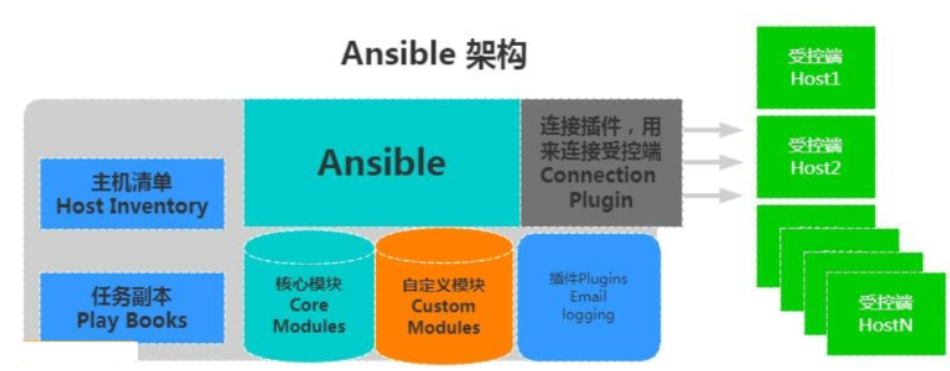 Ansible 架构
主机清单
Host Inventory
任务副本
Play Books
Ansible
核心模块
Core
Modules
自定义模块
Custom
Modules
连接插件，用
来连接受控端
Connection
Plugin
插件Plugins
Email
logging
受控端
Host1
受控端
Host2
受控端
HostN